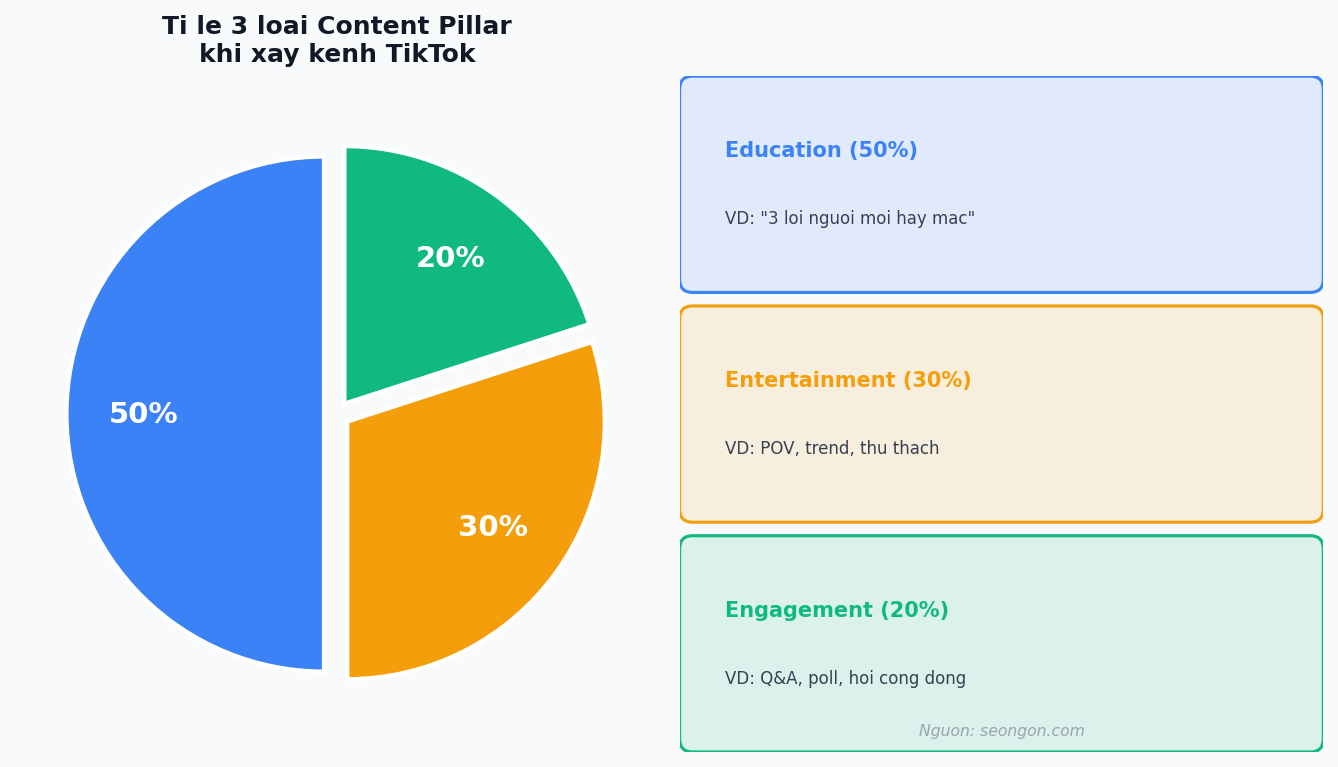 Ti le 3 loai Content Pillar
khi xay kenh TikTok
20%
50%
30%
Education (50%)
VD: "3 loi nguoi moi hay mac"
Entertainment (30%)
VD: POV, trend, thu thach
Engagement (20%)
VD: Q&A, poll, hoi cong dong
Nguon: seongon.com